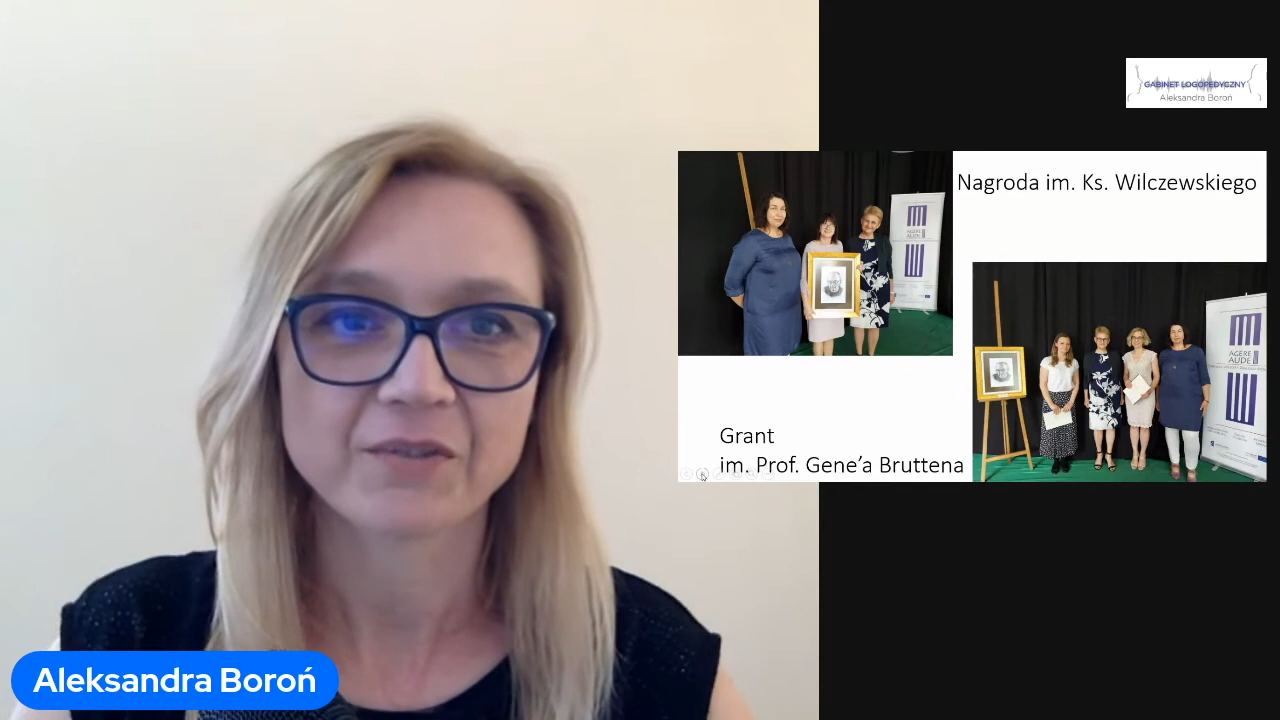 GABINET LOGOPEDYCZNY
Aleksandra Boroń
Nagroda im. Ks. Wilczewskiego
AGERE
AUDE
AGERE
AUDE
Grant
im. Prof. Gene’a Bruttena
Aleksandra Boroń